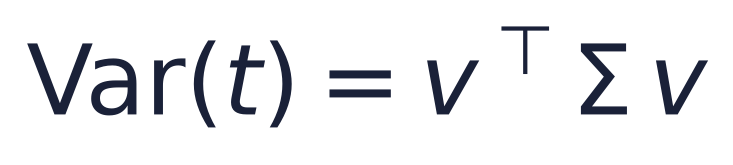 Var(t) = v⊤ Σ v